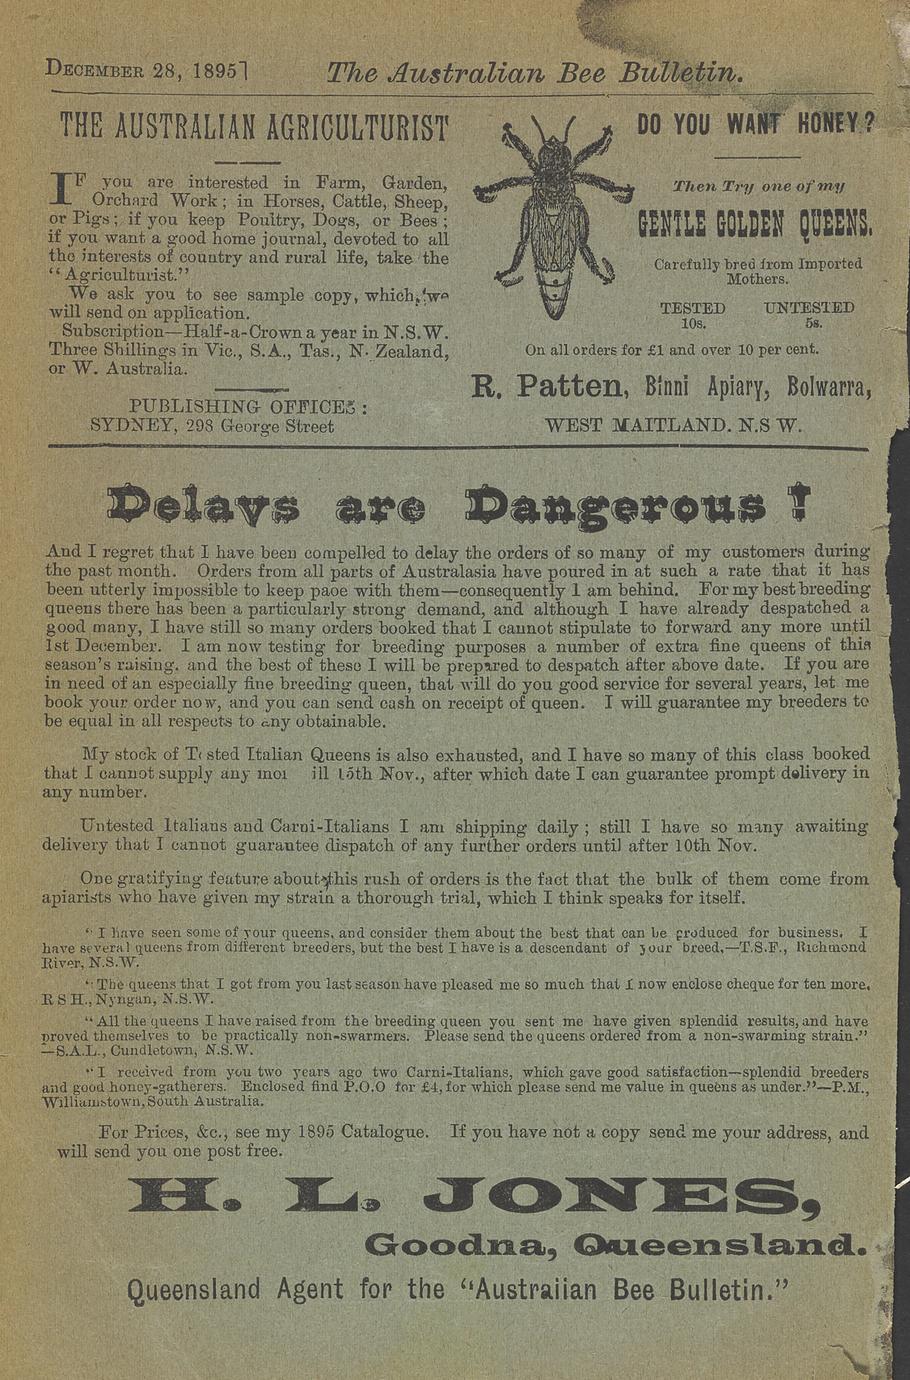 DECEMBER 28, 1895]
The Australian Bee Bulletin.
THE AUSTRALIAN AGRICULTURIST
IF you are interested in Farm, Garden,
Orchard Work; in Horses, Cattle, Sheep,
or Pigs; if you keep Poultry, Dogs, or Bees;
if you want a good home journal, devoted to all
the interests of country and rural life, take the
"Agriculturist."
We ask you to see sample copy, which, we
will send on application.
Subscription—Half-a-Crown a year in N.S.W.
Three Shillings in Vic., S.A., Tas., N. Zealand,
or W. Australia.
PUBLISHING OFFICES:
SYDNEY, 298 George Street
DO YOU WANT HONEY?
Then Try one of my
GENTLE GOLDEN QUEENS.
Carefully bred from Imported
Mothers.
TESTED UNTESTED
10s. 5s.
On all orders for £1 and over 10 per cent.
R. Patten, Binni Apiary, Bolwarra,
WEST MAITLAND. N.S W.
Delays are Dangerous!
And I regret that I have been compelled to delay the orders of so many of my customers during
the past month. Orders from all parts of Australasia have poured in at such a rate that it has
been utterly impossible to keep pace with them—consequently I am behind. For my best breeding
queens there has been a particularly strong demand, and although I have already despatched a
good many, I have still so many orders booked that I cannot stipulate to forward any more until
1st December. I am now testing for breeding purposes a number of extra fine queens of this
season's raising, and the best of these I will be prepared to despatch after above date. If you are
in need of an especially fine breeding queen, that will do you good service for several years, let me
book your order now, and you can send cash on receipt of queen. I will guarantee my breeders to
be equal in all respects to any obtainable.
My stock of Tested Italian Queens is also exhausted, and I have so many of this class booked
that I cannot supply any ill 15th Nov., after which date I can guarantee prompt delivery in
any number.
Untested Italians and Carni-Italians I am shipping daily; still I have so many awaiting
delivery that I cannot guarantee dispatch of any further orders until after 10th Nov.
One gratifying feature about this rush of orders is the fact that the bulk of them come from
apiarists who have given my strain a thorough trial, which I think speaks for itself.
"I have seen some of your queens, and consider them about the best that can be produced for business. I
have several queens from different breeders, but the best I have is a descendant of your breed,—T.S.F., Richmond
River, N.S.W.
"The queens that I got from you last season have pleased me so much that I now enclose cheque for ten more,
R S H., Nyngan, N.S.W.
"All the queens I have raised from the breeding queen you sent me have given splendid results, and have
proved themselves to be practically non-swarmers. Please send the queens ordered from a non-swarming strain."
—S.A.L., Cundletown, N.S.W.
"I received from you two years ago two Carni-Italians, which gave good satisfaction—splendid breeders
and good honey-gatherers. Enclosed find P.O.O for £4, for which please send me value in queens as under."—P.M.,
Williamstown, South Australia.
For Prices, &c., see my 1895 Catalogue. If you have not a copy send me your address, and
will send you one post free.
H. L. JONES,
Goodna, Queensland.
Queensland Agent for the "Australian Bee Bulletin."